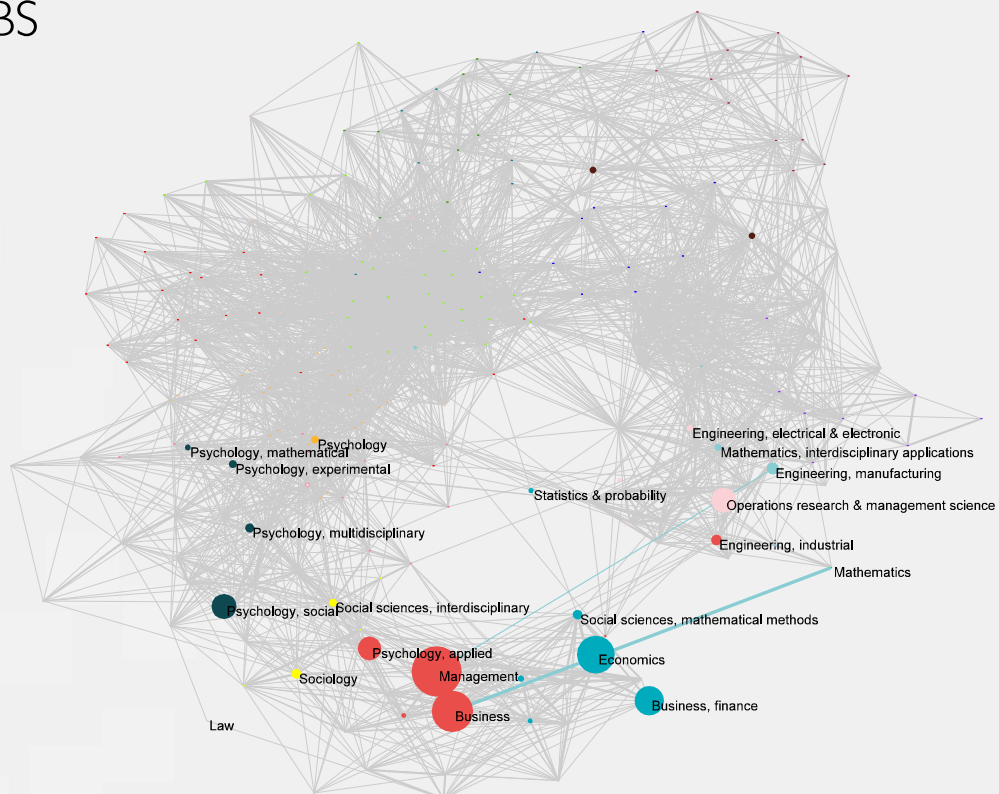 BS
Engineering, electrical & electronic
Psychology
Psychology, mathematical
Mathematics, interdisciplinary applications
Psychology, experimental
Engineering, manufacturing
Statistics & probability
Operations research & management science
Psychology, multidisciplinary
Engineering, industrial
Mathematics
Psychology, social
Social sciences, interdisciplinary
Social sciences, mathematical methods
Psychology, applied
Economics
Sociology
Management
Business, finance
Business
Law